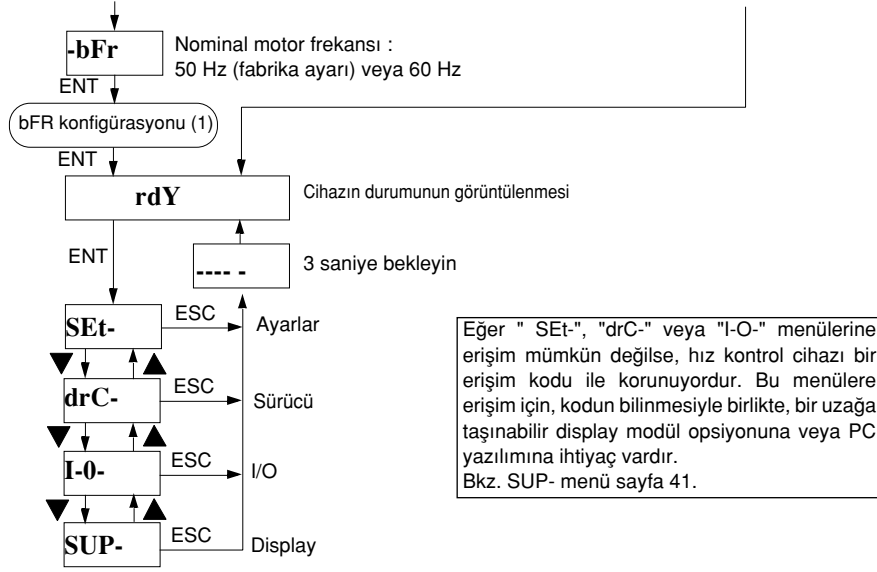 -bFr
Nominal motor frekansı :
50 Hz (fabrika ayarı) veya 60 Hz
ENT
bFR konfigürasyonu (1)
ENT
rdY
Cihazın durumunun görüntülenmesi
ENT
---- -
3 saniye bekleyin
SEt-
ESC
Ayarlar
drC-
ESC
Sürücü
I-0-
ESC
I/O
SUP-
ESC
Display
Eğer " SEt-", "drC-" veya "I-O-" menülerine
erişim mümkün değilse, hız kontrol cihazı bir
erişim kodu ile korunuyordur. Bu menülere
erişim için, kodun bilinmesiyle birlikte, bir uzağa
taşınabilir display modül opsiyonuna veya PC
yazılımına ihtiyaç vardır.
Bkz. SUP- menü sayfa 41.